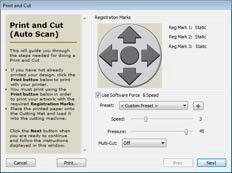 Print and Cut
Print and Cut
(Auto Scan)
This will guide you through
the steps needed for doing a
Print and Cut.
• If you have not already
printed your design, click the
Print button below to print
with your printer.
• You must print using the
Print button below in
order to print your artwork with the
required Registration Marks.
• Place the printed paper onto
the Cutting Mat and load it
into the cutting machine.
Click the Next button when
you are ready to continue
and follow the instructions
displayed in this window.
Registration Marks
Reg Mark 1: Static
Reg Mark 2: Static
Reg Mark 3: Static
Use Software Force & Speed
Preset: < Custom Preset > +
Speed: 3
Pressure: 45
Multi-Cut: Off
Cancel Print... Prev Next